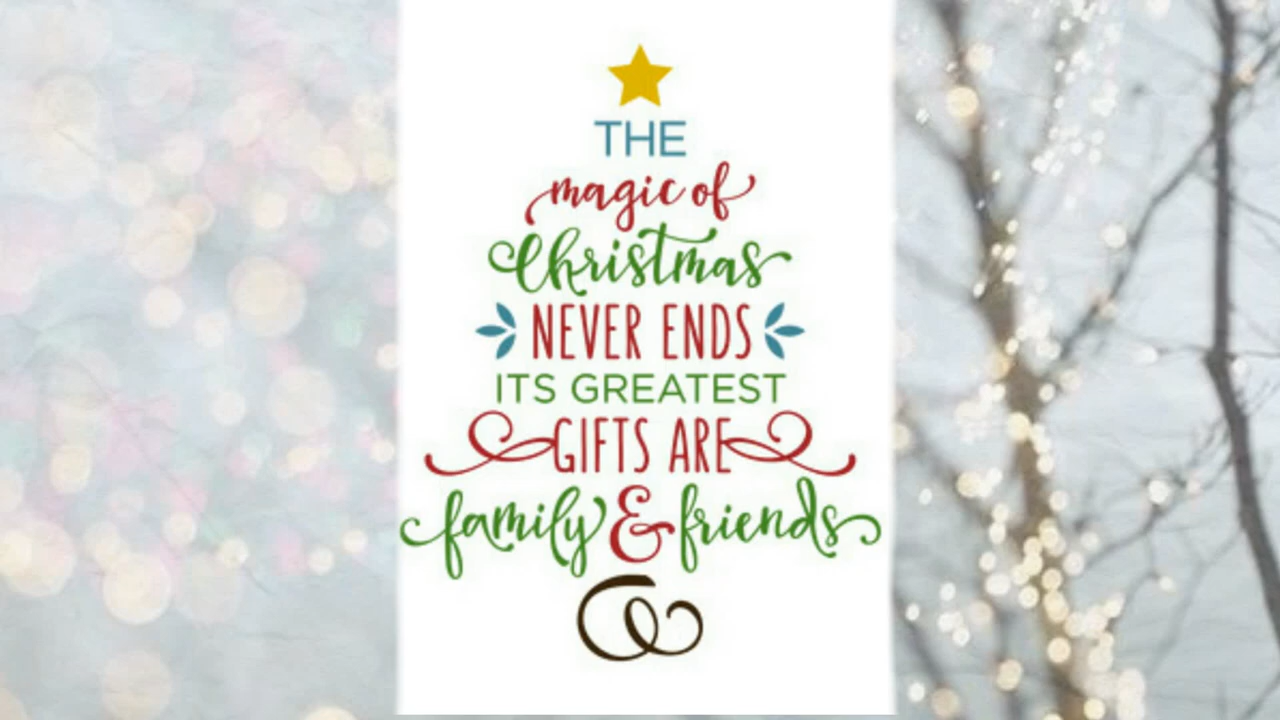 THE
magic of
Christmas
NEVER ENDS
ITS GREATEST
GIFTS ARE
family & friends